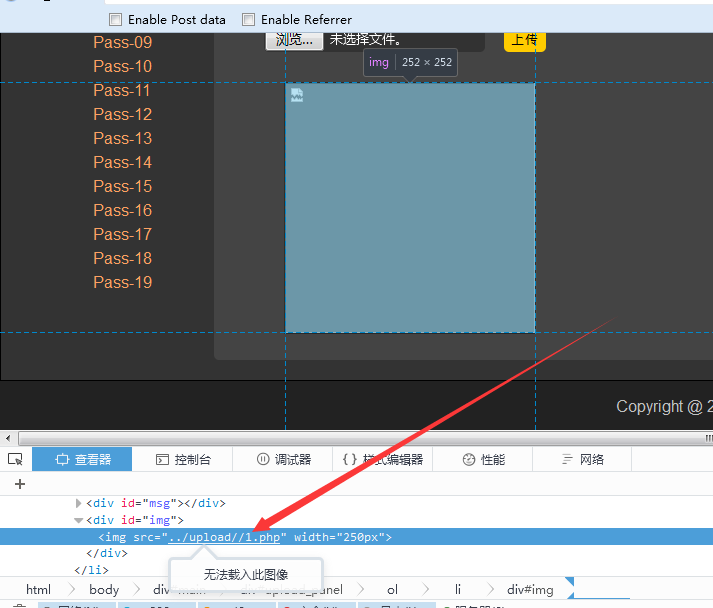 Enable Post data Enable Referrer
Pass-09
浏览... 未选择文件。 上传
Pass-10
img 252 × 252
Pass-11
Pass-12
Pass-13
Pass-14
Pass-15
Pass-16
Pass-17
Pass-18
Pass-19
Copyright @ 2
查看器 控制台 调试器 { } 样式编辑器 性能 网络
+
<div id="msg"></div>
<div id="img">
<img src="../upload//1.php" width="250px">
</div>
无法载入此图像
</li>
html body div upload_panel ol li div#img